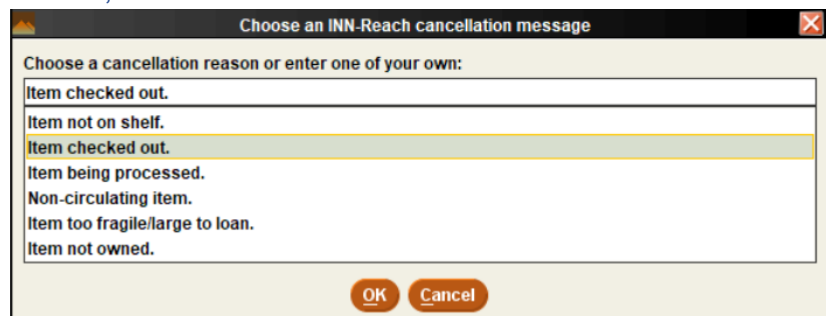 Choose an INN-Reach cancellation message
Choose a cancellation reason or enter one of your own:
Item checked out.
Item not on shelf.
Item checked out.
Item being processed.
Non-circulating item.
Item too fragile/large to loan.
Item not owned.
OK Cancel